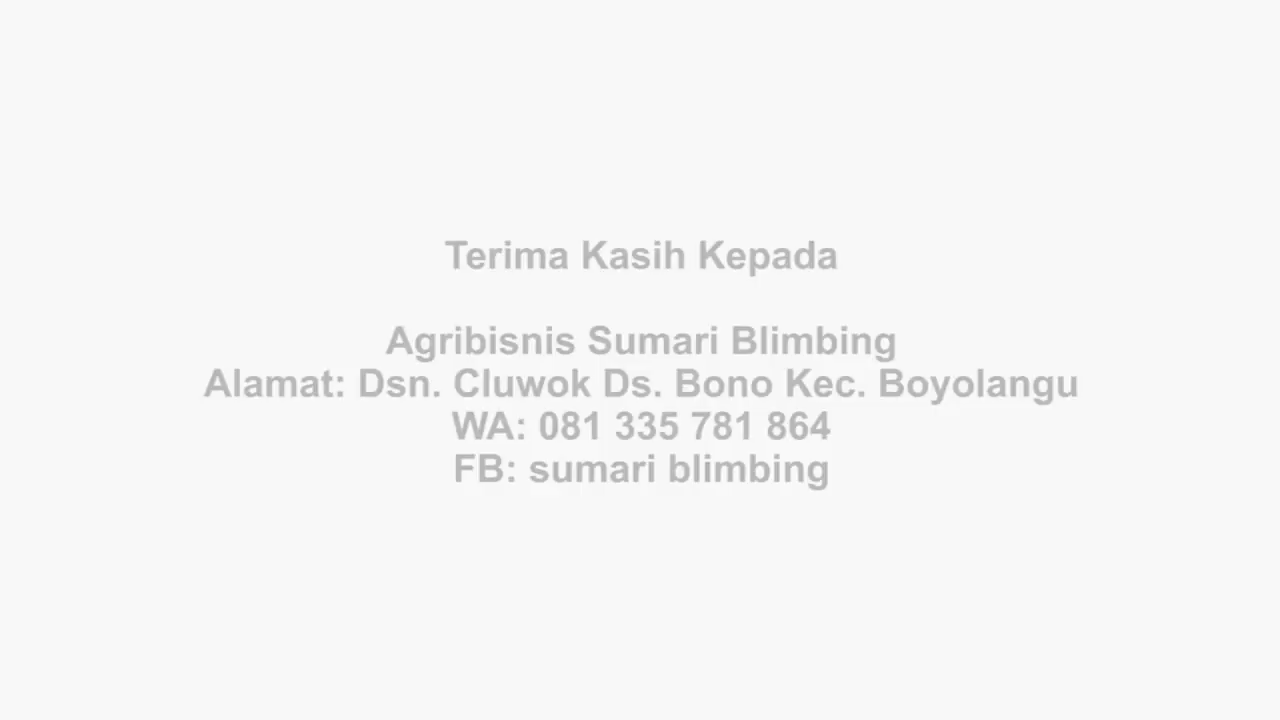 Terima Kasih Kepada
Agribisnis Sumari Blimbing
Alamat: Dsn. Cluwok Ds. Bono Kec. Boyolangu
WA: 081 335 781 864
FB: sumari blimbing